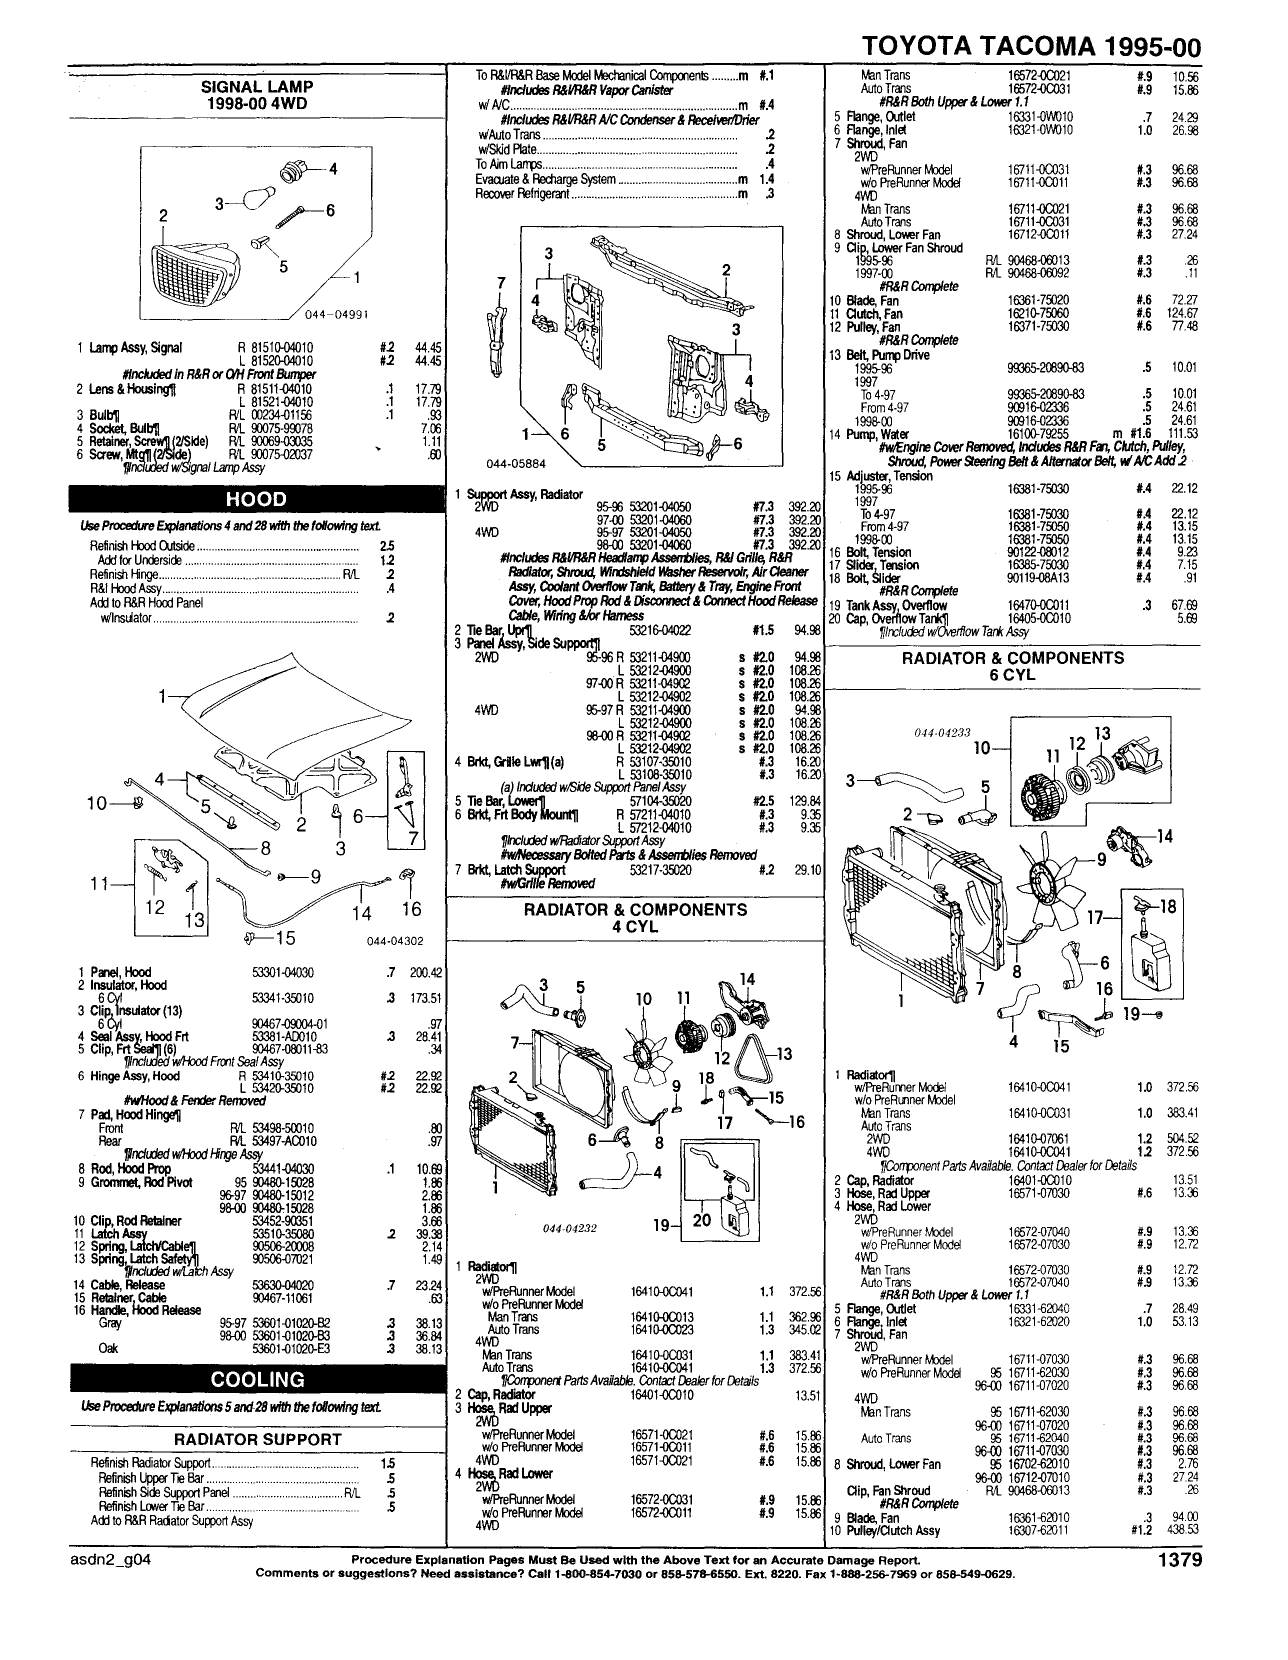 TOYOTA TACOMA 1995-00
SIGNAL LAMP
1998-00 4WD
4
3
2
6
5
1
044-04991
1 Lamp Assy, Signal R 81510-04010 #.2 44.45
L 81520-04010 #.2 44.45
#Included in R&R or O/H Front Bumper
2 Lens & Housing¶ R 81511-04010 .1 17.79
L 81521-04010 .1 17.79
3 Bulb¶ R/L 00234-01156 .1 .93
4 Socket, Bulb¶ R/L 90075-99078 7.06
5 Retainer, Screw¶ (2/Side) R/L 90069-03035 1.11
6 Screw, Mtg¶ (2/Side) R/L 90075-02037 .60
¶Included w/Signal Lamp Assy
HOOD
Use Procedure Explanations 4 and 28 with the following text.
Refinish Hood Outside 2.5
Add for Underside 1.2
Refinish Hinge R/L .2
R&I Hood Assy .4
Add to R&R Hood Panel
w/Insulator .2
1
4
10
5
2
3
6
7
8
9
11
12
13
14
16
15
044-04302
1 Panel, Hood 53301-04030 .7 200.42
2 Insulator, Hood
6 Cyl 53341-35010 .3 173.51
3 Clip, Insulator (13)
6 Cyl 90467-09004-01 .97
4 Seal Assy, Hood Frt 53381-AD010 .3 28.41
5 Clip, Frt Seal¶ (6) 90467-08011-83 .34
¶Included w/Hood Front Seal Assy
6 Hinge Assy, Hood R 53410-35010 #.2 22.92
L 53420-35010 #.2 22.92
#w/Hood & Fender Removed
7 Pad, Hood Hinge¶
Front R/L 53498-50010 .80
Rear R/L 53497-AC010 .97
¶Included w/Hood Hinge Assy
8 Rod, Hood Prop 53441-04030 .1 10.69
9 Grommet, Rod Pivot 95 90480-15028 1.86
96-97 90480-15012 2.86
98-00 90480-15028 1.86
10 Clip, Rod Retainer 53452-90351 3.66
11 Latch Assy 53510-35080 .2 39.38
12 Spring, Latch/Cable¶ 90506-20008 2.14
13 Spring, Latch Safety¶ 90506-07021 1.49
¶Included w/Latch Assy
14 Cable, Release 53630-04020 .7 23.24
15 Retainer, Cable 90467-11061 .63
16 Handle, Hood Release
Gray 95-97 53601-01020-B2 .3 38.13
98-00 53601-01020-B3 .3 36.84
Oak 53601-01020-E3 .3 38.13
COOLING
Use Procedure Explanations 5 and 28 with the following text.
RADIATOR SUPPORT
Refinish Radiator Support 1.5
Refinish Upper Tie Bar .5
Refinish Side Support Panel R/L .5
Refinish Lower Tie Bar .5
Add to R&R Radiator Support Assy
To R&I/R&R Base Model Mechanical Components m #.1
#Includes R&I/R&R Vapor Canister
w/ A/C m #.4
#Includes R&I/R&R A/C Condenser & Receiver/Drier
w/Auto Trans .2
w/Skid Plate .2
To Aim Lamps .4
Evacuate & Recharge System m 1.4
Recover Refrigerant m .3
3
2
7
4
3
4
1
6
5
6
044-05884
1 Support Assy, Radiator
2WD 95-96 53201-04050 #7.3 392.20
97-00 53201-04060 #7.3 392.20
4WD 95-97 53201-04050 #7.3 392.20
98-00 53201-04060 #7.3 392.20
#Includes R&I/R&R Headlamp Assemblies, R&I Grille, R&R
Radiator, Shroud, Windshield Washer Reservoir, Air Cleaner
Assy, Coolant Overflow Tank, Battery & Tray, Engine Front
Cover, Hood Prop Rod & Disconnect & Connect Hood Release
Cable, Wiring &/or Harness
2 Tie Bar, Upr¶ 53216-04022 #1.5 94.98
3 Panel Assy, Side Support¶
2WD 95-96 R 53211-04900 s #2.0 94.98
L 53212-04900 s #2.0 108.26
97-00 R 53211-04902 s #2.0 108.26
L 53212-04902 s #2.0 108.26
4WD 95-97 R 53211-04900 s #2.0 94.98
L 53212-04900 s #2.0 108.26
98-00 R 53211-04902 s #2.0 108.26
L 53212-04902 s #2.0 108.26
4 Brkt, Grille Lwr¶ (a) R 53107-35010 #.3 16.20
L 53108-35010 #.3 16.20
(a) Included w/Side Support Panel Assy
5 Tie Bar, Lower¶ 57104-35020 #2.5 129.84
6 Brkt, Frt Body Mount¶ R 57211-04010 #.3 9.35
L 57212-04010 #.3 9.35
¶Included w/Radiator Support Assy
#w/Necessary Bolted Parts & Assemblies Removed
7 Brkt, Latch Support 53217-35020 #.2 29.10
#w/Grille Removed
RADIATOR & COMPONENTS
4 CYL
3
5
10
11
14
7
12
13
2
9
18
15
17
16
6
8
4
1
19
20
044-04232
1 Radiator¶
2WD
w/PreRunner Model 16410-0C041 1.1 372.56
w/o PreRunner Model
Man Trans 16410-0C013 1.1 362.96
Auto Trans 16410-0C023 1.3 345.02
4WD
Man Trans 16410-0C031 1.1 383.41
Auto Trans 16410-0C041 1.3 372.56
¶Component Parts Available. Contact Dealer for Details
2 Cap, Radiator 16401-0C010 13.51
3 Hose, Rad Upper
2WD
w/PreRunner Model 16571-0C021 #.6 15.86
w/o PreRunner Model 16571-0C011 #.6 15.86
4WD 16571-0C021 #.6 15.86
4 Hose, Rad Lower
2WD
w/PreRunner Model 16572-0C031 #.9 15.86
w/o PreRunner Model 16572-0C011 #.9 15.86
4WD
Man Trans 16572-0C021 #.9 10.56
Auto Trans 16572-0C031 #.9 15.86
#R&R Both Upper & Lower 1.1
5 Flange, Outlet 16331-0W010 .7 24.29
6 Flange, Inlet 16321-0W010 1.0 26.98
7 Shroud, Fan
2WD
w/PreRunner Model 16711-0C031 #.3 96.68
w/o PreRunner Model 16711-0C011 #.3 96.68
4WD
Man Trans 16711-0C021 #.3 96.68
Auto Trans 16711-0C031 #.3 96.68
8 Shroud, Lower Fan 16712-0C011 #.3 27.24
9 Clip, Lower Fan Shroud
1995-96 R/L 90468-06013 #.3 .26
1997-00 R/L 90468-06092 #.3 .11
#R&R Complete
10 Blade, Fan 16361-75020 #.6 72.27
11 Clutch, Fan 16210-75060 #.6 124.67
12 Pulley, Fan 16371-75030 #.6 77.48
#R&R Complete
13 Belt, Pump Drive
1995-96 99365-20890-83 .5 10.01
1997
To 4-97 99365-20890-83 .5 10.01
From 4-97 90916-02336 .5 24.61
1998-00 90916-02336 .5 24.61
14 Pump, Water 16100-79255 m #1.6 111.53
#w/Engine Cover Removed, Includes R&R Fan, Clutch, Pulley,
Shroud, Power Steering Belt & Alternator Belt, w/ A/C Add .2
15 Adjuster, Tension
1995-96 16381-75030 #.4 22.12
1997
To 4-97 16381-75030 #.4 22.12
From 4-97 16381-75050 #.4 13.15
1998-00 16381-75050 #.4 13.15
16 Bolt, Tension 90122-08012 #.4 9.23
17 Slider, Tension 16385-75030 #.4 7.15
18 Bolt, Slider 90119-08A13 #.4 .91
#R&R Complete
19 Tank Assy, Overflow 16470-0C011 .3 67.69
20 Cap, Overflow Tank¶ 16405-0C010 5.69
¶Included w/Overflow Tank Assy
RADIATOR & COMPONENTS
6 CYL
044-04233
10
11
12
13
3
5
2
14
9
17
18
8
6
7
16
1
19
4
15
1 Radiator¶
w/PreRunner Model 16410-0C041 1.0 372.56
w/o PreRunner Model
Man Trans 16410-0C031 1.0 383.41
Auto Trans
2WD 16410-07061 1.2 504.52
4WD 16410-0C041 1.2 372.56
¶Component Parts Available. Contact Dealer for Details
2 Cap, Radiator 16401-0C010 13.51
3 Hose, Rad Upper 16571-07030 #.6 13.36
4 Hose, Rad Lower
2WD
w/PreRunner Model 16572-07040 #.9 13.36
w/o PreRunner Model 16572-07030 #.9 12.72
4WD
Man Trans 16572-07030 #.9 12.72
Auto Trans 16572-07040 #.9 13.36
#R&R Both Upper & Lower 1.1
5 Flange, Outlet 16331-62040 .7 28.49
6 Flange, Inlet 16321-62020 1.0 53.13
7 Shroud, Fan
2WD
w/PreRunner Model 16711-07030 #.3 96.68
w/o PreRunner Model 95 16711-62030 #.3 96.68
96-00 16711-07020 #.3 96.68
4WD
Man Trans 95 16711-62030 #.3 96.68
96-00 16711-07020 #.3 96.68
Auto Trans 95 16711-62040 #.3 96.68
96-00 16711-07030 #.3 96.68
8 Shroud, Lower Fan 95 16702-62010 #.3 2.76
96-00 16712-07010 #.3 27.24
Clip, Fan Shroud R/L 90468-06013 #.3 .26
#R&R Complete
9 Blade, Fan 16361-62010 .3 94.00
10 Pulley/Clutch Assy 16307-62011 #1.2 438.53
asdn2_g04
Procedure Explanation Pages Must Be Used with the Above Text for an Accurate Damage Report.
1379
Comments or suggestions? Need assistance? Call 1-800-854-7030 or 858-578-6550. Ext. 8220. Fax 1-888-256-7969 or 858-549-0629.